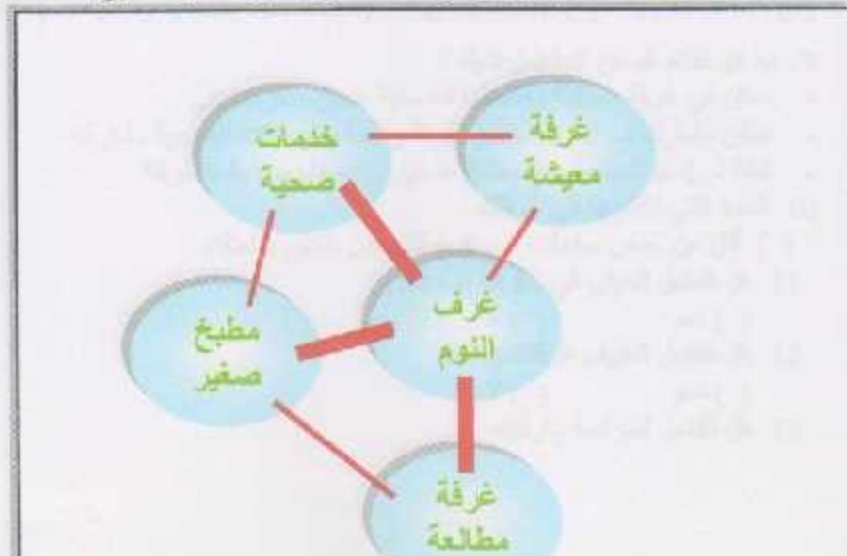 غرفة
معيشة
خدمات
صحية
غرف
النوم
مطبخ
صغير
غرفة
مطالعة